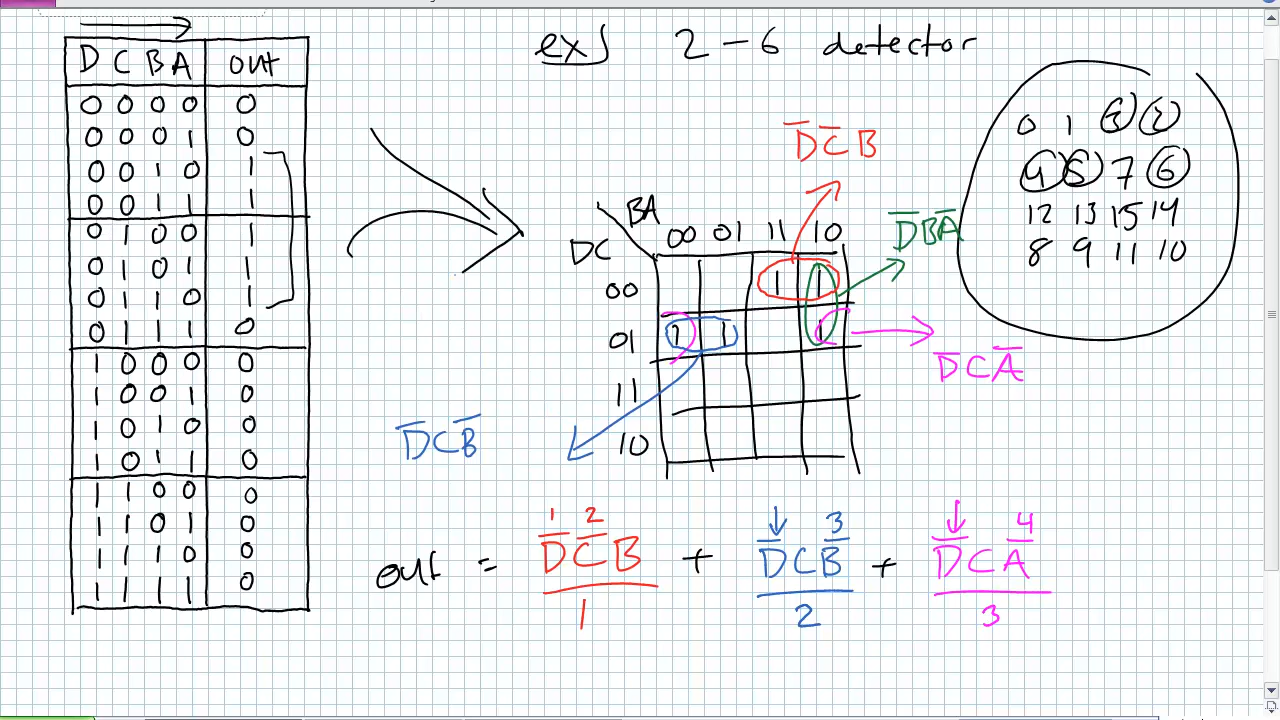 ex) 2 - 6 detector
D C B A out
0 0 0 0 0
0 0 0 1 0
0 0 1 0 1
0 0 1 1 1
0 1 0 0 1
0 1 0 1 1
0 1 1 0 1
0 1 1 1 0
1 0 0 0 0
1 0 0 1 0
1 0 1 0 0
1 0 1 1 0
1 1 0 0 0
1 1 0 1 0
1 1 1 0 0
1 1 1 1 0
D̅ C̅ B
BA
DC
00 01 11 10
00 1 1
01 1 1 1
11
10
D̅ B A̅
D̅ C A̅
D̅ C B̅
0 1 3 2
4 5 7 6
12 13 15 14
8 9 11 10
1 2 3 4
out = D̅ C̅ B + D̅ C B̅ + D̅ C A̅
1 2 3